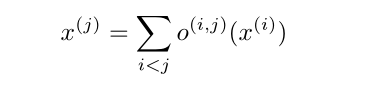 $x^{(j)} = \sum_{i<j} o^{(i,j)}(x^{(i)})$